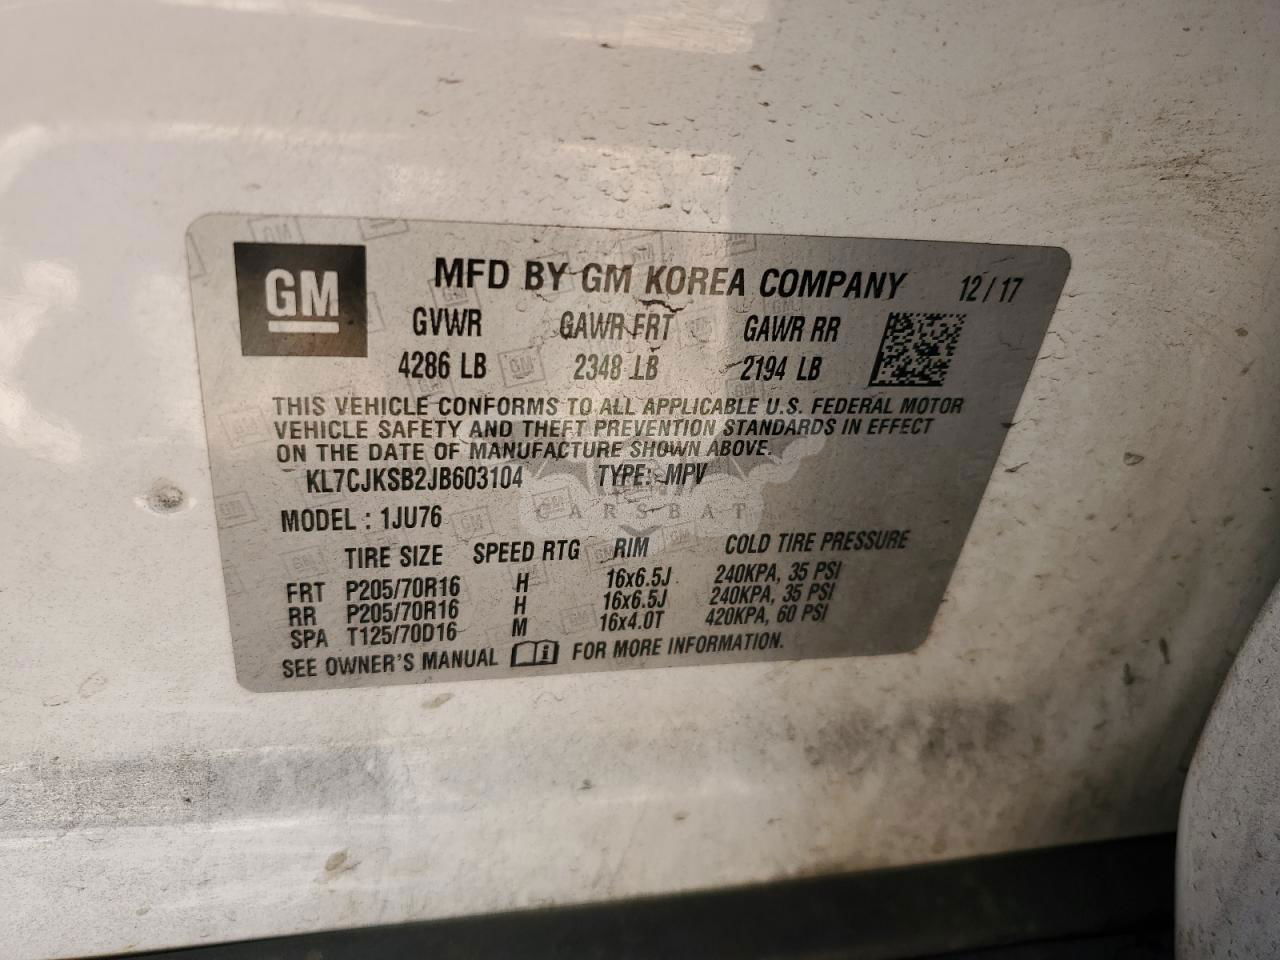 GM
MFD BY GM KOREA COMPANY 12/17
GVWR GAWR FRT GAWR RR
4286 LB 2348 LB 2194 LB
THIS VEHICLE CONFORMS TO ALL APPLICABLE U.S. FEDERAL MOTOR
VEHICLE SAFETY AND THEFT PREVENTION STANDARDS IN EFFECT
ON THE DATE OF MANUFACTURE SHOWN ABOVE.
KL7CJKSB2JB603104 TYPE: MPV
CARSBAT
MODEL : 1JU76
TIRE SIZE SPEED RTG RIM COLD TIRE PRESSURE
FRT P205/70R16 H 16x6.5J 240KPA, 35 PSI
RR P205/70R16 H 16x6.5J 240KPA, 35 PSI
SPA T125/70D16 M 16x4.0T 420KPA, 60 PSI
SEE OWNER'S MANUAL i FOR MORE INFORMATION.